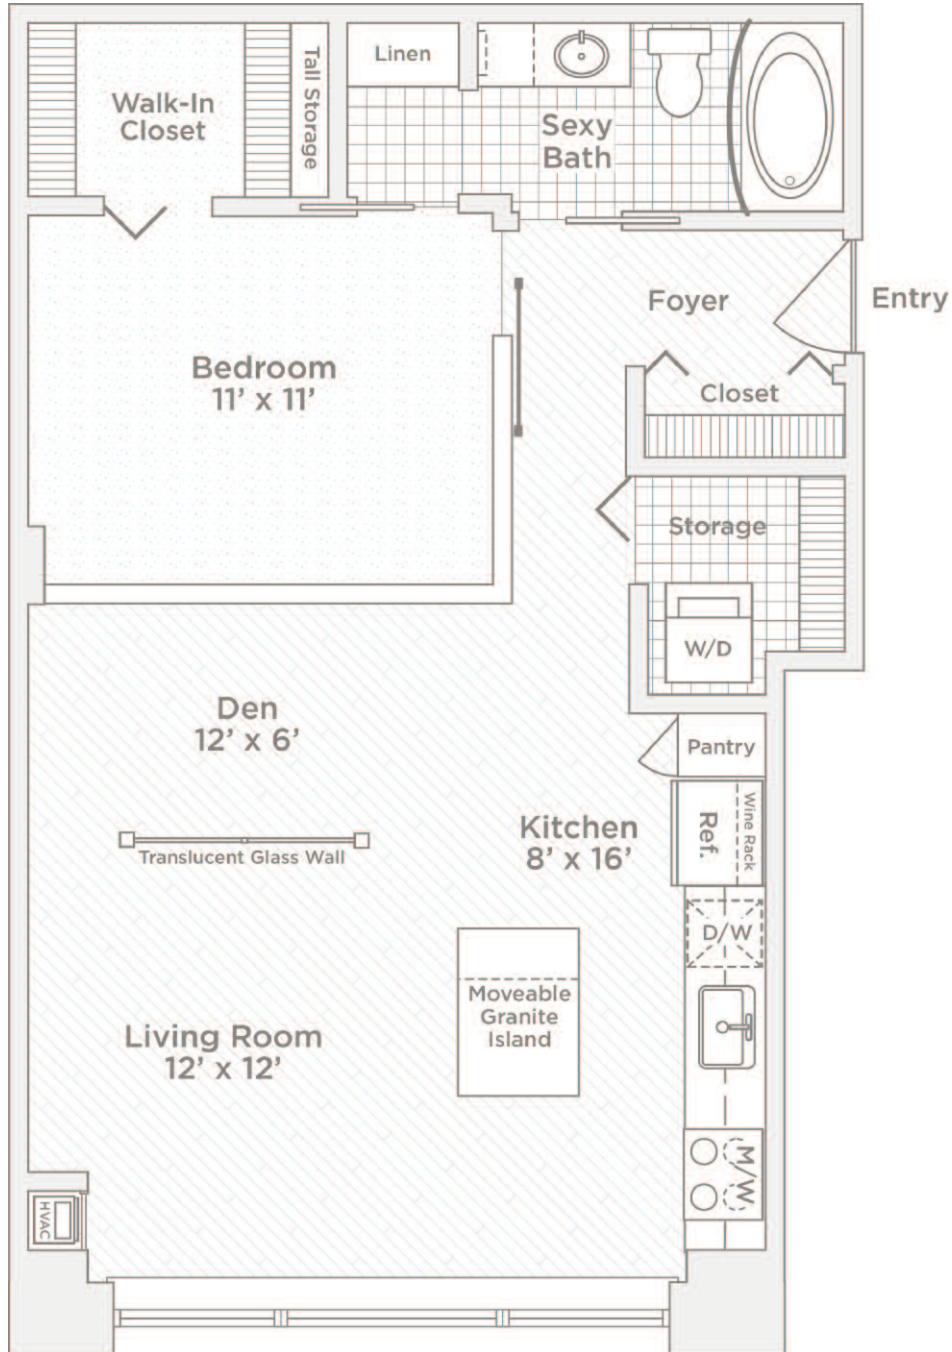 Walk-In
Closet
Tall Storage
Linen
Sexy
Bath
Foyer
Entry
Bedroom
11’ x 11’
Closet
Storage
W/D
Den
12’ x 6’
Pantry
Kitchen
8’ x 16’
Ref.
Wine Rack
Translucent Glass Wall
D/W
Moveable
Granite
Island
Living Room
12’ x 12’
M/W
HVAC